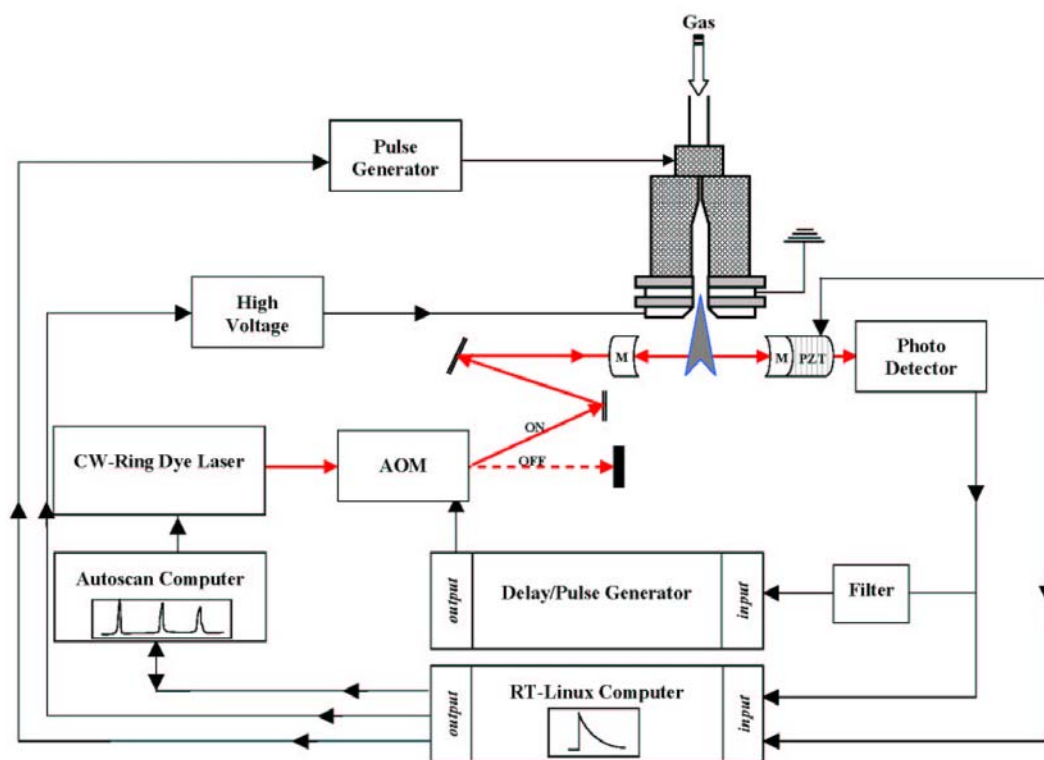 Gas
Pulse
Generator
High
Voltage
M
M
PZT
Photo
Detector
ON
OFF
CW-Ring Dye Laser
AOM
Autoscan Computer
output
Delay/Pulse Generator
input
Filter
output
RT-Linux Computer
input